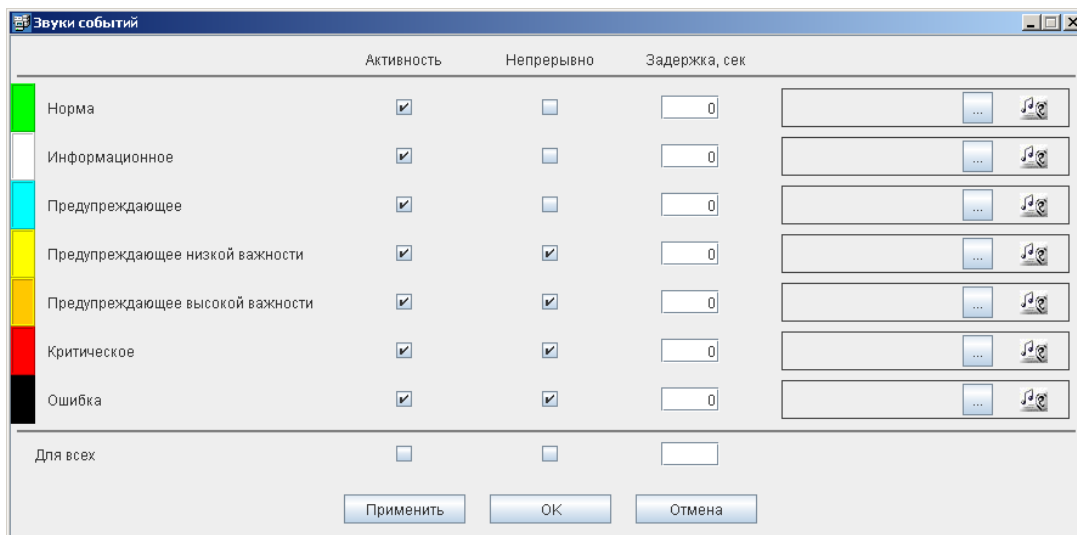 Звуки событий
Активность Непрерывно Задержка, сек
Норма 0 ...
Информационное 0 ...
Предупреждающее 0 ...
Предупреждающее низкой важности 0 ...
Предупреждающее высокой важности 0 ...
Критическое 0 ...
Ошибка 0 ...
Для всех
Применить OK Отмена